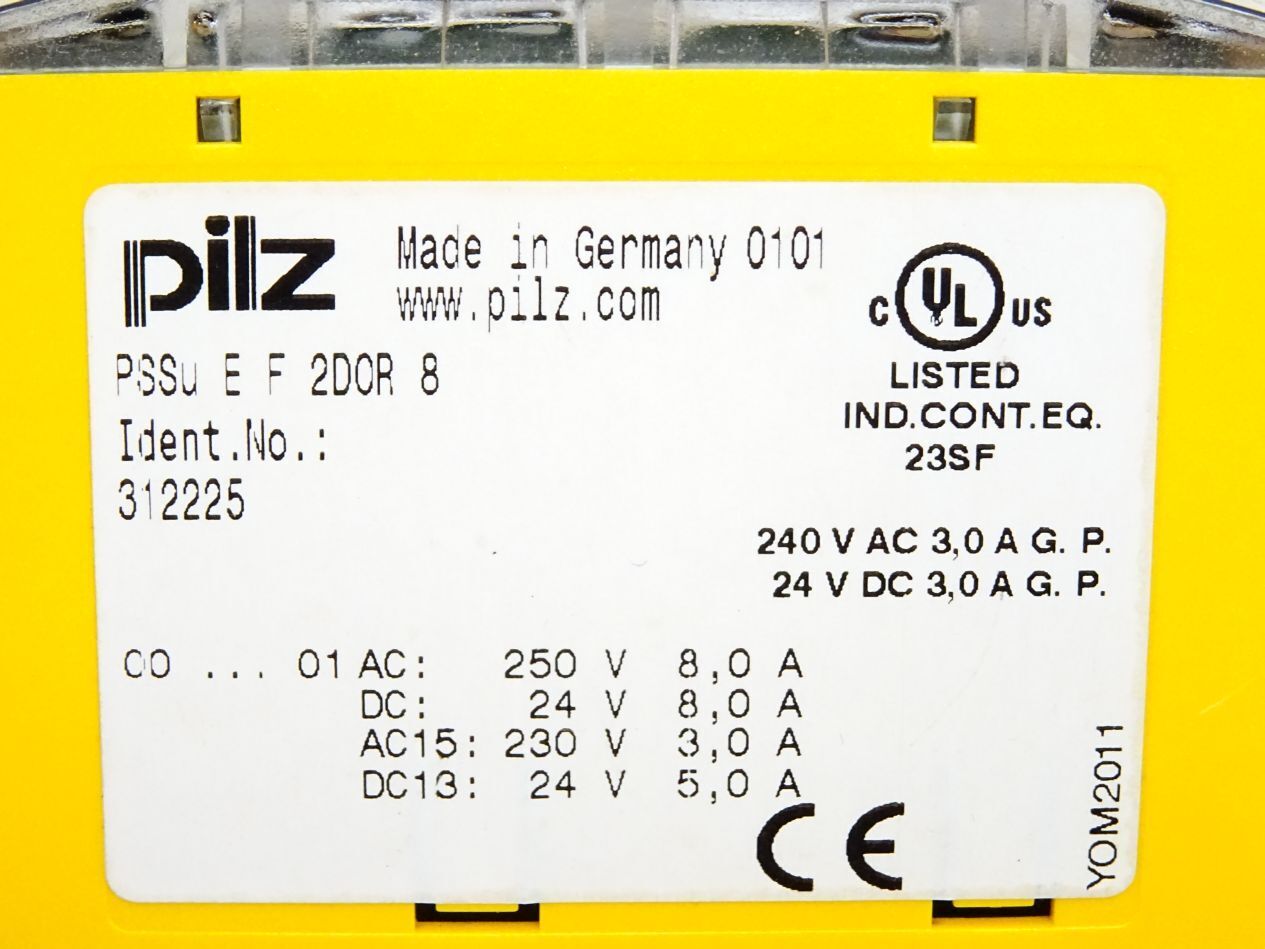 pilz
Made in Germany 0101
www.pilz.com
PSSu E F 2DOR 8
Ident.No.:
312225
C UL US
LISTED
IND.CONT.EQ.
23SF
240 V AC 3,0 A G. P.
24 V DC 3,0 A G. P.
O0 ... O1 AC: 250 V 8,0 A
DC: 24 V 8,0 A
AC15: 230 V 3,0 A
DC13: 24 V 5,0 A
CE
YOM2011